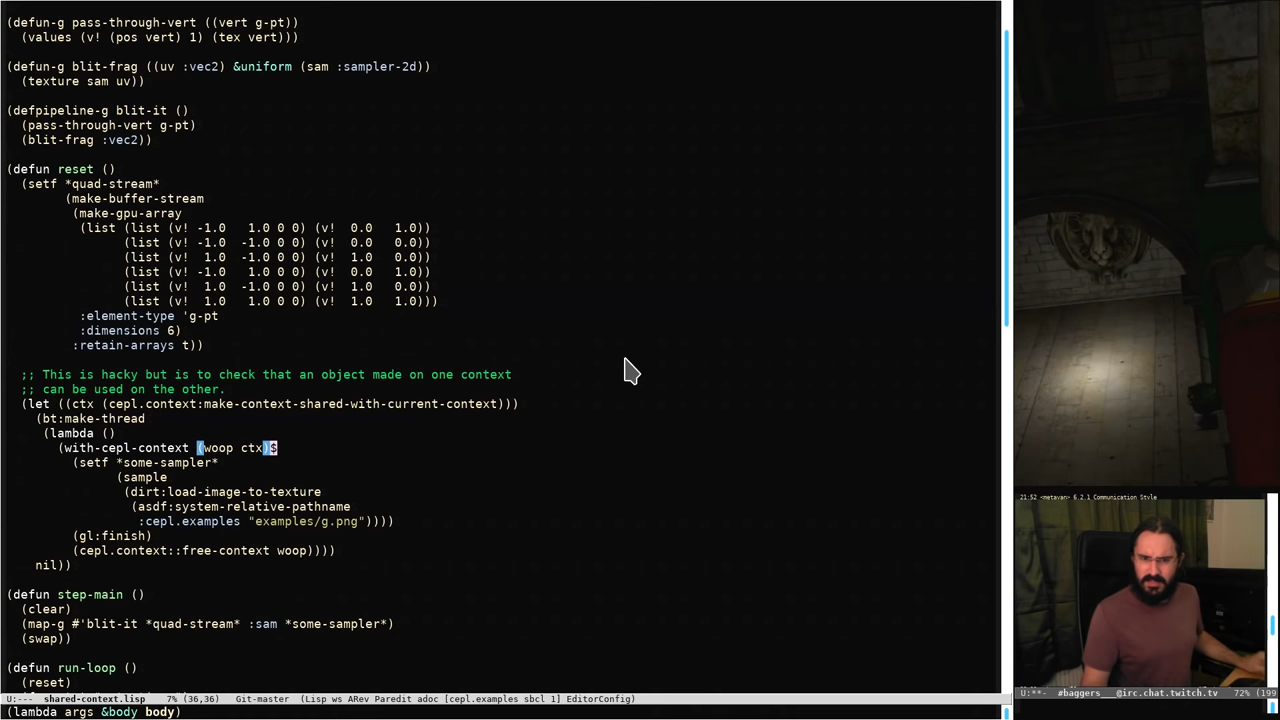 (defun-g pass-through-vert ((vert g-pt))
  (values (v! (pos vert) 1) (tex vert)))
(defun-g blit-frag ((uv :vec2) &uniform (sam :sampler-2d))
  (texture sam uv))
(defpipeline-g blit-it ()
  (pass-through-vert g-pt)
  (blit-frag :vec2))
(defun reset ()
  (setf *quad-stream*
        (make-buffer-stream
         (make-gpu-array
          (list (list (v! -1.0   1.0 0 0) (v!  0.0   1.0))
                (list (v! -1.0  -1.0 0 0) (v!  0.0   0.0))
                (list (v!  1.0  -1.0 0 0) (v!  1.0   0.0))
                (list (v! -1.0   1.0 0 0) (v!  0.0   1.0))
                (list (v!  1.0  -1.0 0 0) (v!  1.0   0.0))
                (list (v!  1.0   1.0 0 0) (v!  1.0   1.0)))
          :element-type 'g-pt
          :dimensions 6)
         :retain-arrays t))
  ;; This is hacky but is to check that an object made on one context
  ;; can be used on the other.
  (let ((ctx (cepl.context:make-context-shared-with-current-context)))
    (bt:make-thread
     (lambda ()
       (with-cepl-context (woop ctx)$
         (setf *some-sampler*
               (sample
                (dirt:load-image-to-texture
                 (asdf:system-relative-pathname
                  :cepl.examples "examples/g.png"))))
         (gl:finish)
         (cepl.context::free-context woop))))
    nil))
(defun step-main ()
  (clear)
  (map-g #'blit-it *quad-stream* :sam *some-sampler*)
  (swap))
(defun run-loop ()
  (reset)
U:---  shared-context.lisp    7% (36,36)   Git-master  (Lisp ws ARev Paredit adoc [cepl.examples sbcl 1] EditorConfig)
(lambda args &body body)
21:52 <metavan> 6.2.1 Communication Style
U:**-  #baggers___@irc.chat.twitch.tv   72% (199